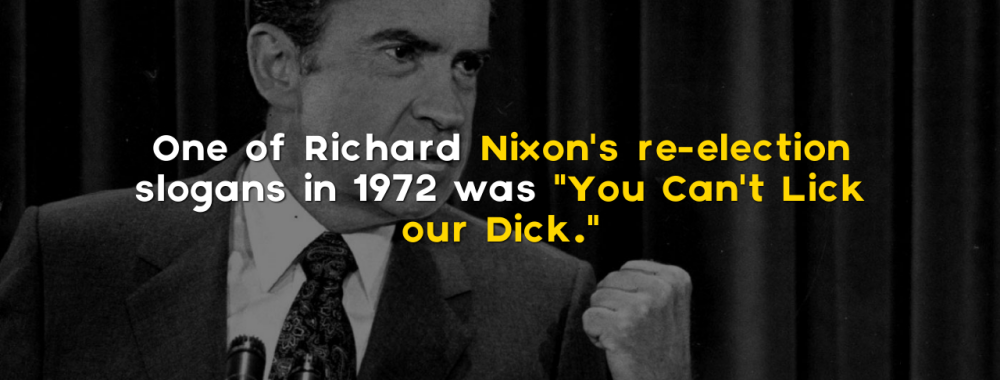 One of Richard Nixon's re-election
slogans in 1972 was "You Can't Lick
our Dick."